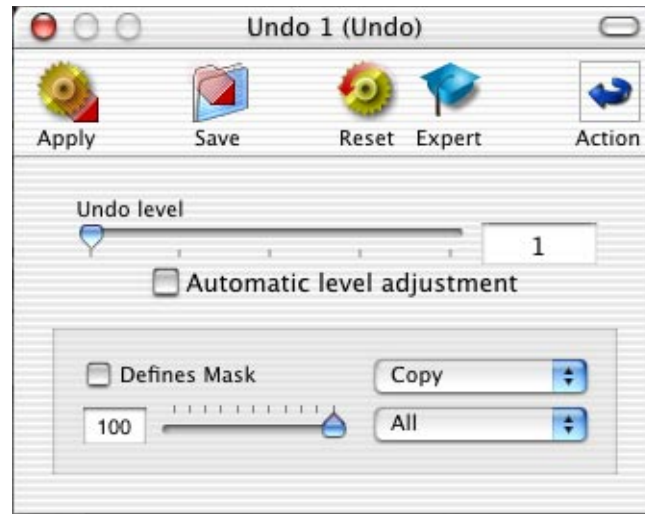 Undo 1 (Undo)
Apply Save Reset Expert Action
Undo level
1
Automatic level adjustment
Defines Mask Copy
100 All